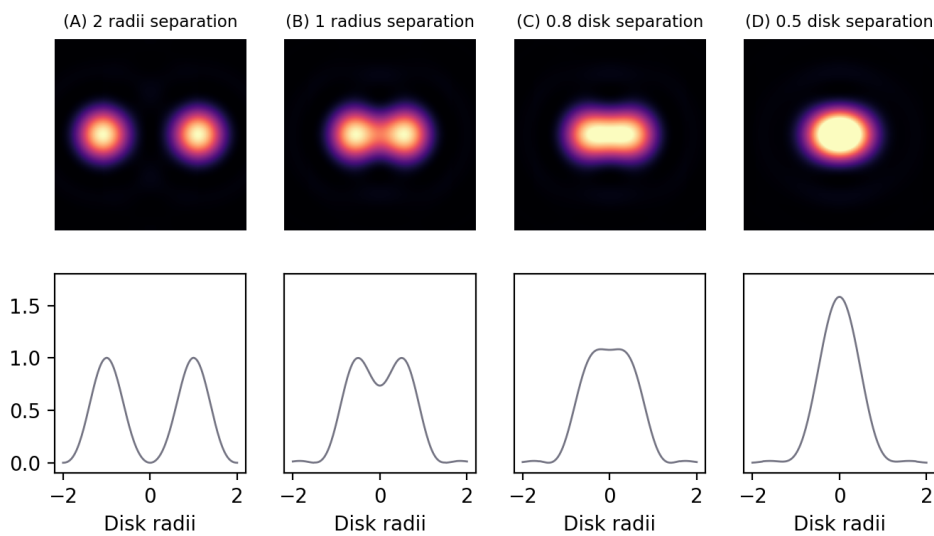 (A) 2 radii separation
(B) 1 radius separation
(C) 0.8 disk separation
(D) 0.5 disk separation
1.5
1.0
0.5
0.0
−2 0 2
−2 0 2
−2 0 2
−2 0 2
Disk radii
Disk radii
Disk radii
Disk radii